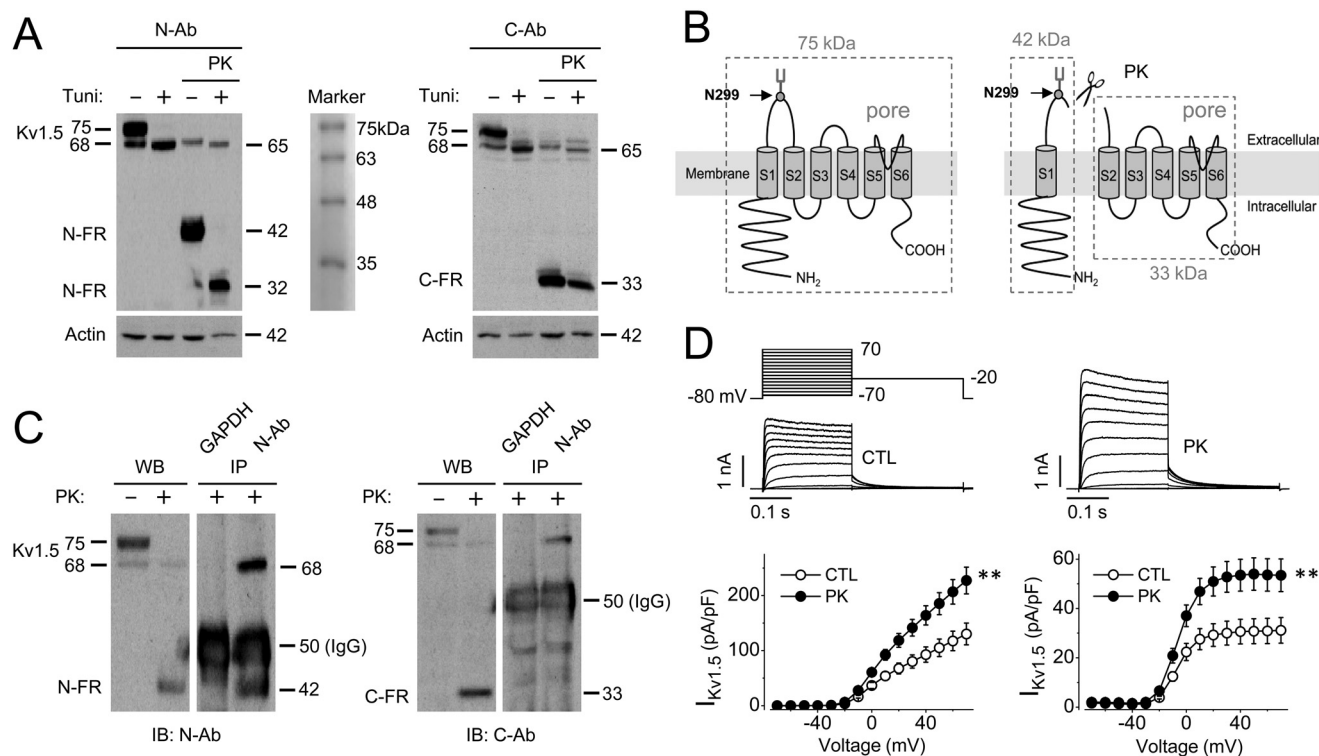 A
N-Ab
PK
Tuni: – + – +
Kv1.5 75
68
65
N-FR
42
N-FR
32
Actin
42
Marker
75kDa
63
48
35
C-Ab
PK
Tuni: – + – +
75
68
65
C-FR
33
Actin
42
B
75 kDa
N299
pore
Membrane
S1 S2 S3 S4 S5 S6
COOH
NH2
42 kDa
PK
N299
pore
Extracellular
S1 S2 S3 S4 S5 S6
Intracellular
COOH
NH2
33 kDa
C
GAPDH
N-Ab
WB IP
PK: – + + +
Kv1.5 75
68
68
50 (IgG)
N-FR
42
IB: N-Ab
GAPDH
N-Ab
WB IP
PK: – + + +
75
68
50 (IgG)
C-FR
33
IB: C-Ab
D
70
-20
-80 mV
-70
CTL
1 nA
0.1 s
PK
1 nA
0.1 s
IKv1.5 (pA/pF)
200
100
0
CTL
PK
**
-40 0 40
Voltage (mV)
IKv1.5 (pA/pF)
60
40
20
0
CTL
PK
**
-40 0 40
Voltage (mV)